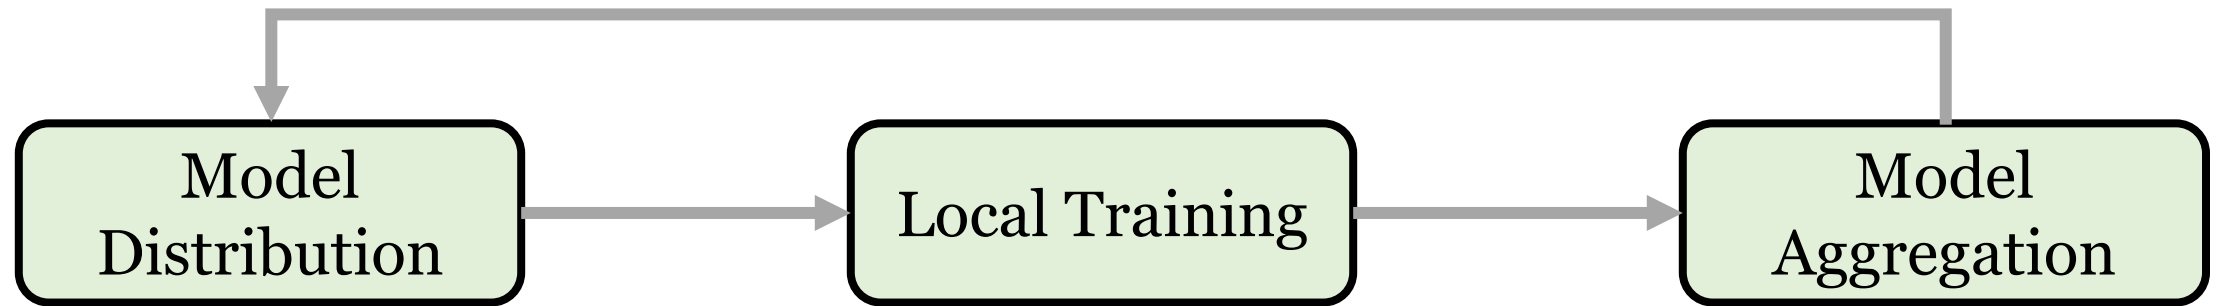 Model
Distribution
Local Training
Model
Aggregation